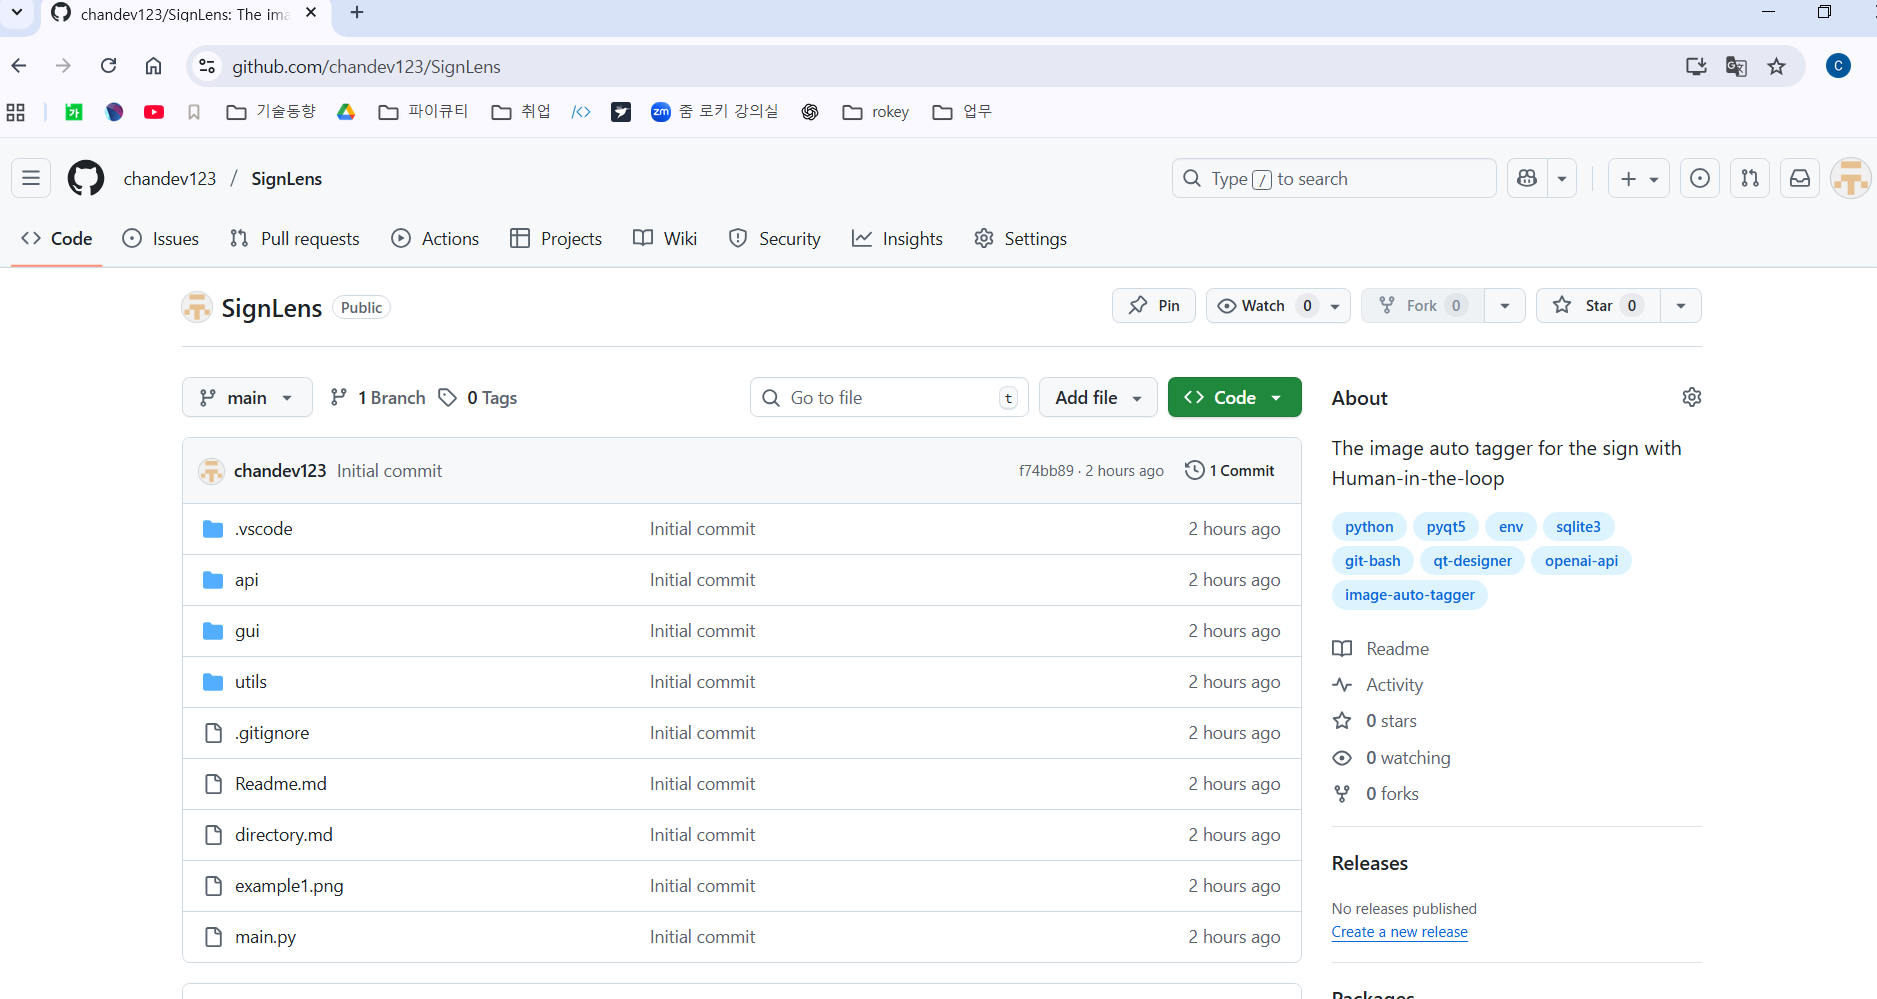 chandev123/SignLens: The ima
github.com/chandev123/SignLens
C
가 기술동향 파이큐티 취업 zm 줌 로키 강의실 rokey 업무
chandev123 / SignLens
Type / to search
Code Issues Pull requests Actions Projects Wiki Security Insights Settings
SignLens Public
Pin Watch 0 Fork 0 Star 0
main 1 Branch 0 Tags
Go to file t
Add file Code
chandev123 Initial commit f74bb89 · 2 hours ago 1 Commit
.vscode Initial commit 2 hours ago
api Initial commit 2 hours ago
gui Initial commit 2 hours ago
utils Initial commit 2 hours ago
.gitignore Initial commit 2 hours ago
Readme.md Initial commit 2 hours ago
directory.md Initial commit 2 hours ago
example1.png Initial commit 2 hours ago
main.py Initial commit 2 hours ago
About
The image auto tagger for the sign with
Human-in-the-loop
python pyqt5 env sqlite3
git-bash qt-designer openai-api
image-auto-tagger
Readme
Activity
0 stars
0 watching
0 forks
Releases
No releases published
Create a new release
Packages